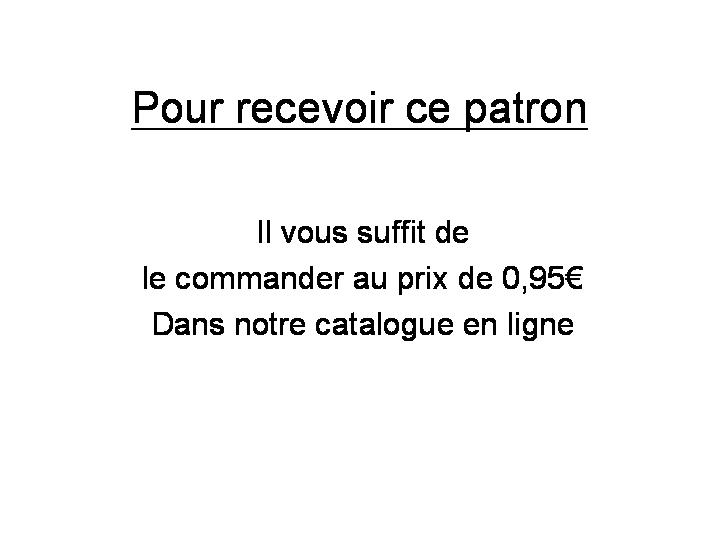 Pour recevoir ce patron
Il vous suffit de
le commander au prix de 0,95€
Dans notre catalogue en ligne